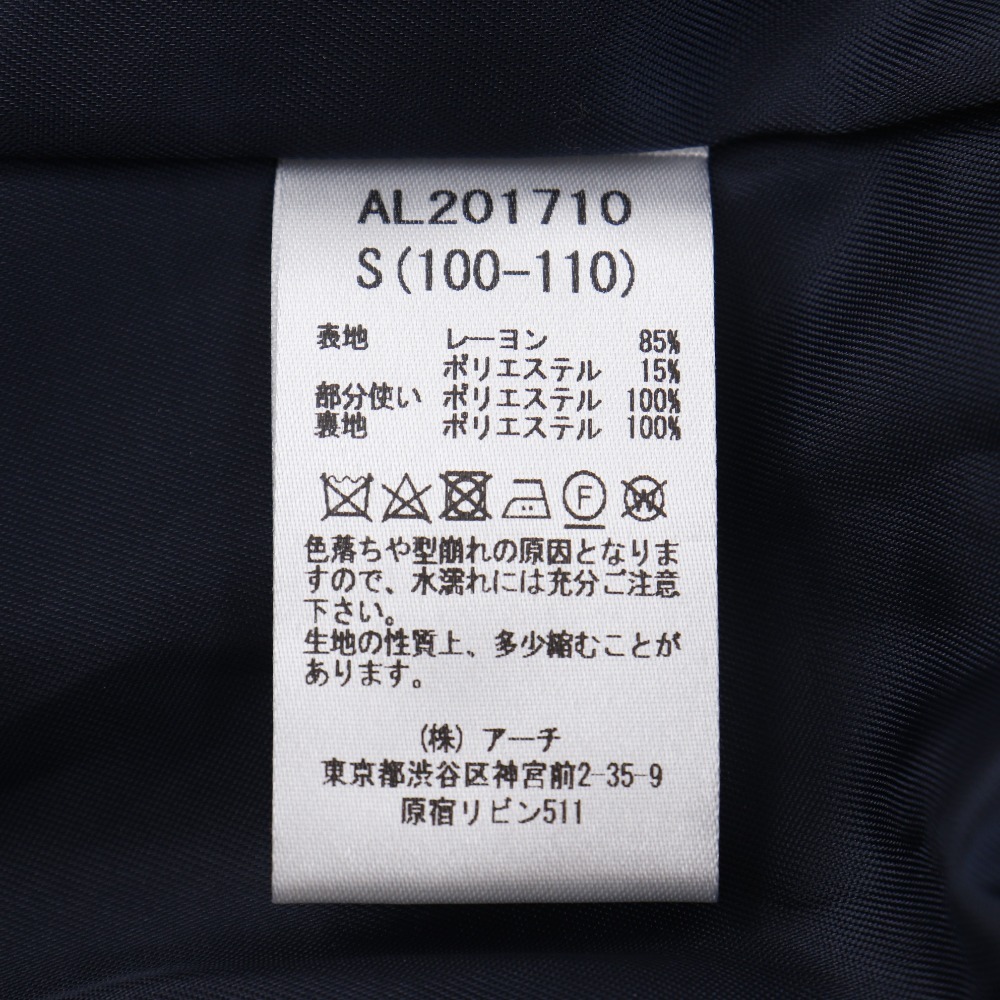 AL201710
S(100-110)
表地 レーヨン 85%
ポリエステル 15%
部分使い ポリエステル 100%
裏地 ポリエステル 100%
F W
色落ちや型崩れの原因となりま
すので、水濡れには充分ご注意
下さい。
生地の性質上、多少縮むことが
あります。
(株) アーチ
東京都渋谷区神宮前2-35-9
原宿リビン511